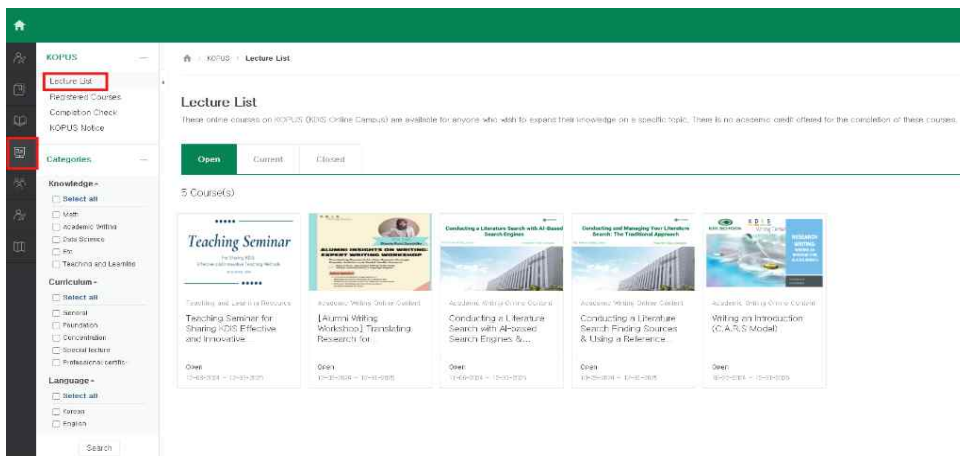 KOPUS
Lecture List
Registered Courses
Completion Check
KOPUS Notice
Categories
Knowledge
Select all
Math
Academic Writing
Data Science
Etc
Teaching and Learning
Curriculum
Select all
General
Foundation
Concentration
Special lecture
Professional certific
Language
Select all
Korean
English
Search
KOPUS Lecture List
Lecture List
These online courses on KOPUS (KDIS Online Campus) are available for anyone who wish to expand their knowledge on a specific topic. There is no academic credit offered for the completion of these courses.
Open Current Closed
5 Course(s)
Teaching Seminar
Teaching and Learning Resource
Teaching Seminar for
Sharing KDIS Effective
and Innovative
Open
ALUMNI INSIGHTS ON WRITING:
EXPERT WRITING WORKSHOP
Academic Writing Online Content
[Alumni Writing
Workshop] Translating
Research for
Open
Conducting a Literature Search with AI-Based
Search Engines
Academic Writing Online Content
Conducting a Literature
Search with AI-based
Search Engines &...
Open
Conducting and Managing Your Literature
Search: The Traditional Approach
Academic Writing Online Content
Conducting a Literature
Search Finding Sources
& Using a Reference
Open
KDIS
Writing Center
RESEARCH
WRITING
Academic Writing Online Content
Writing an Introduction
(C.A.R.S Model)
Open